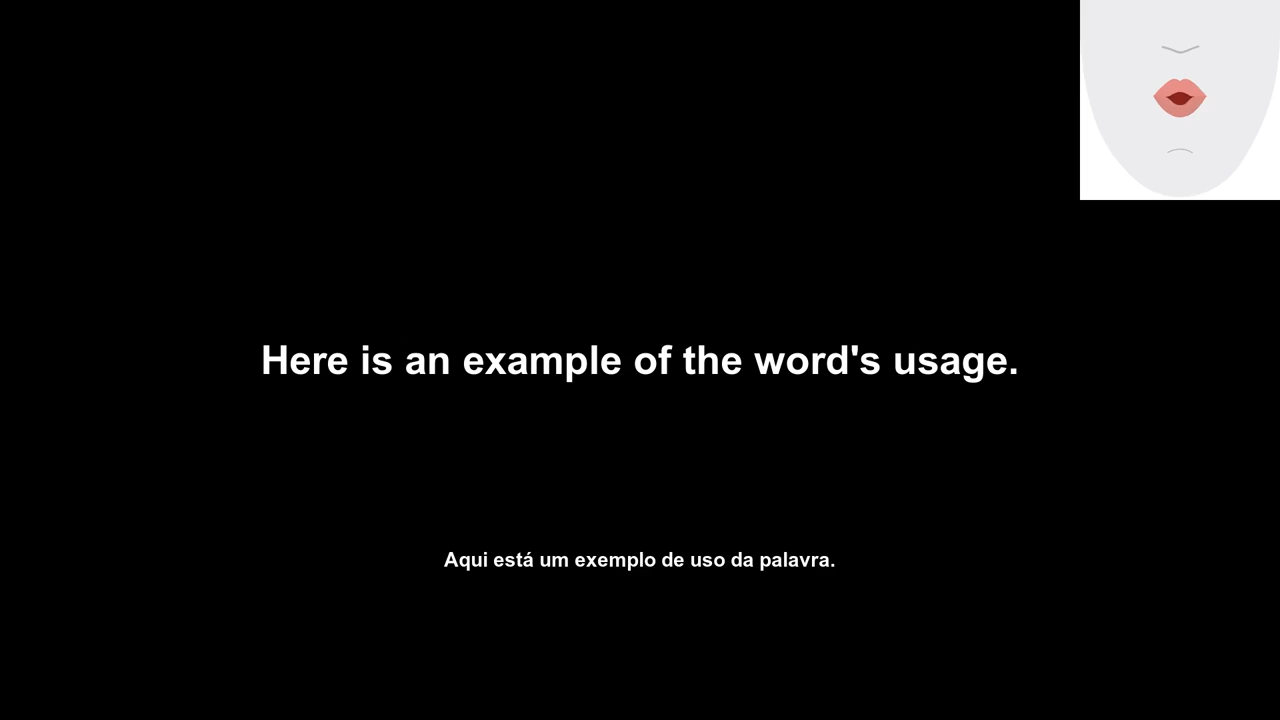 Here is an example of the word's usage.
Aqui está um exemplo de uso da palavra.